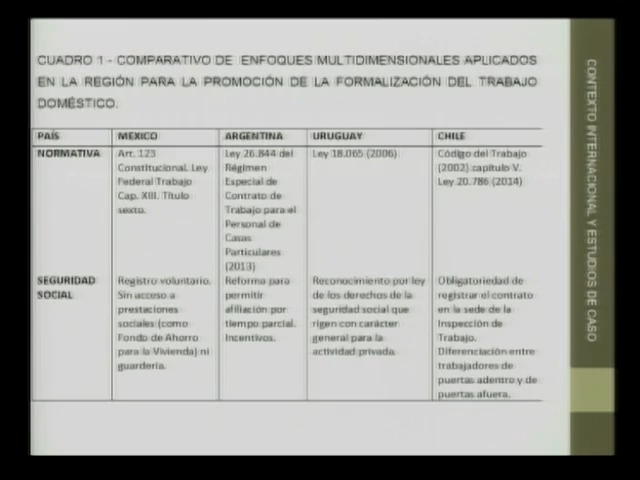 CUADRO 1 - COMPARATIVO DE ENFOQUES MULTIDIMENSIONALES APLICADOS
EN LA REGIÓN PARA LA PROMOCIÓN DE LA FORMALIZACIÓN DEL TRABAJO
DOMÉSTICO.
PAÍS
MEXICO
ARGENTINA
URUGUAY
CHILE
NORMATIVA
Art. 123
Constitucional. Ley
Federal Trabajo
Cap. XIII. Título
sexto.
Ley 26.844 del
Régimen
Especial de
Contrato de
Trabajo para el
Personal de
Casas
Particulares
(2013)
Ley 18.065 (2006)
Código del Trabajo
(2002) capítulo V.
Ley 20.786 (2014)
SEGURIDAD
SOCIAL
Registro voluntario.
Sin acceso a
prestaciones
sociales (como
Fondo de Ahorro
para la Vivienda) ni
guardería.
Reforma para
permitir
afiliación por
tiempo parcial.
Incentivos.
Reconocimiento por ley
de los derechos de la
seguridad social que
rigen con carácter
general para la
actividad privada.
Obligatoriedad de
registrar el contrato
en la sede de la
Inspección de
Trabajo.
Diferenciación entre
trabajadores de
puertas adentro y de
puertas afuera.
CONTEXTO INTERNACIONAL Y ESTUDIOS DE CASO